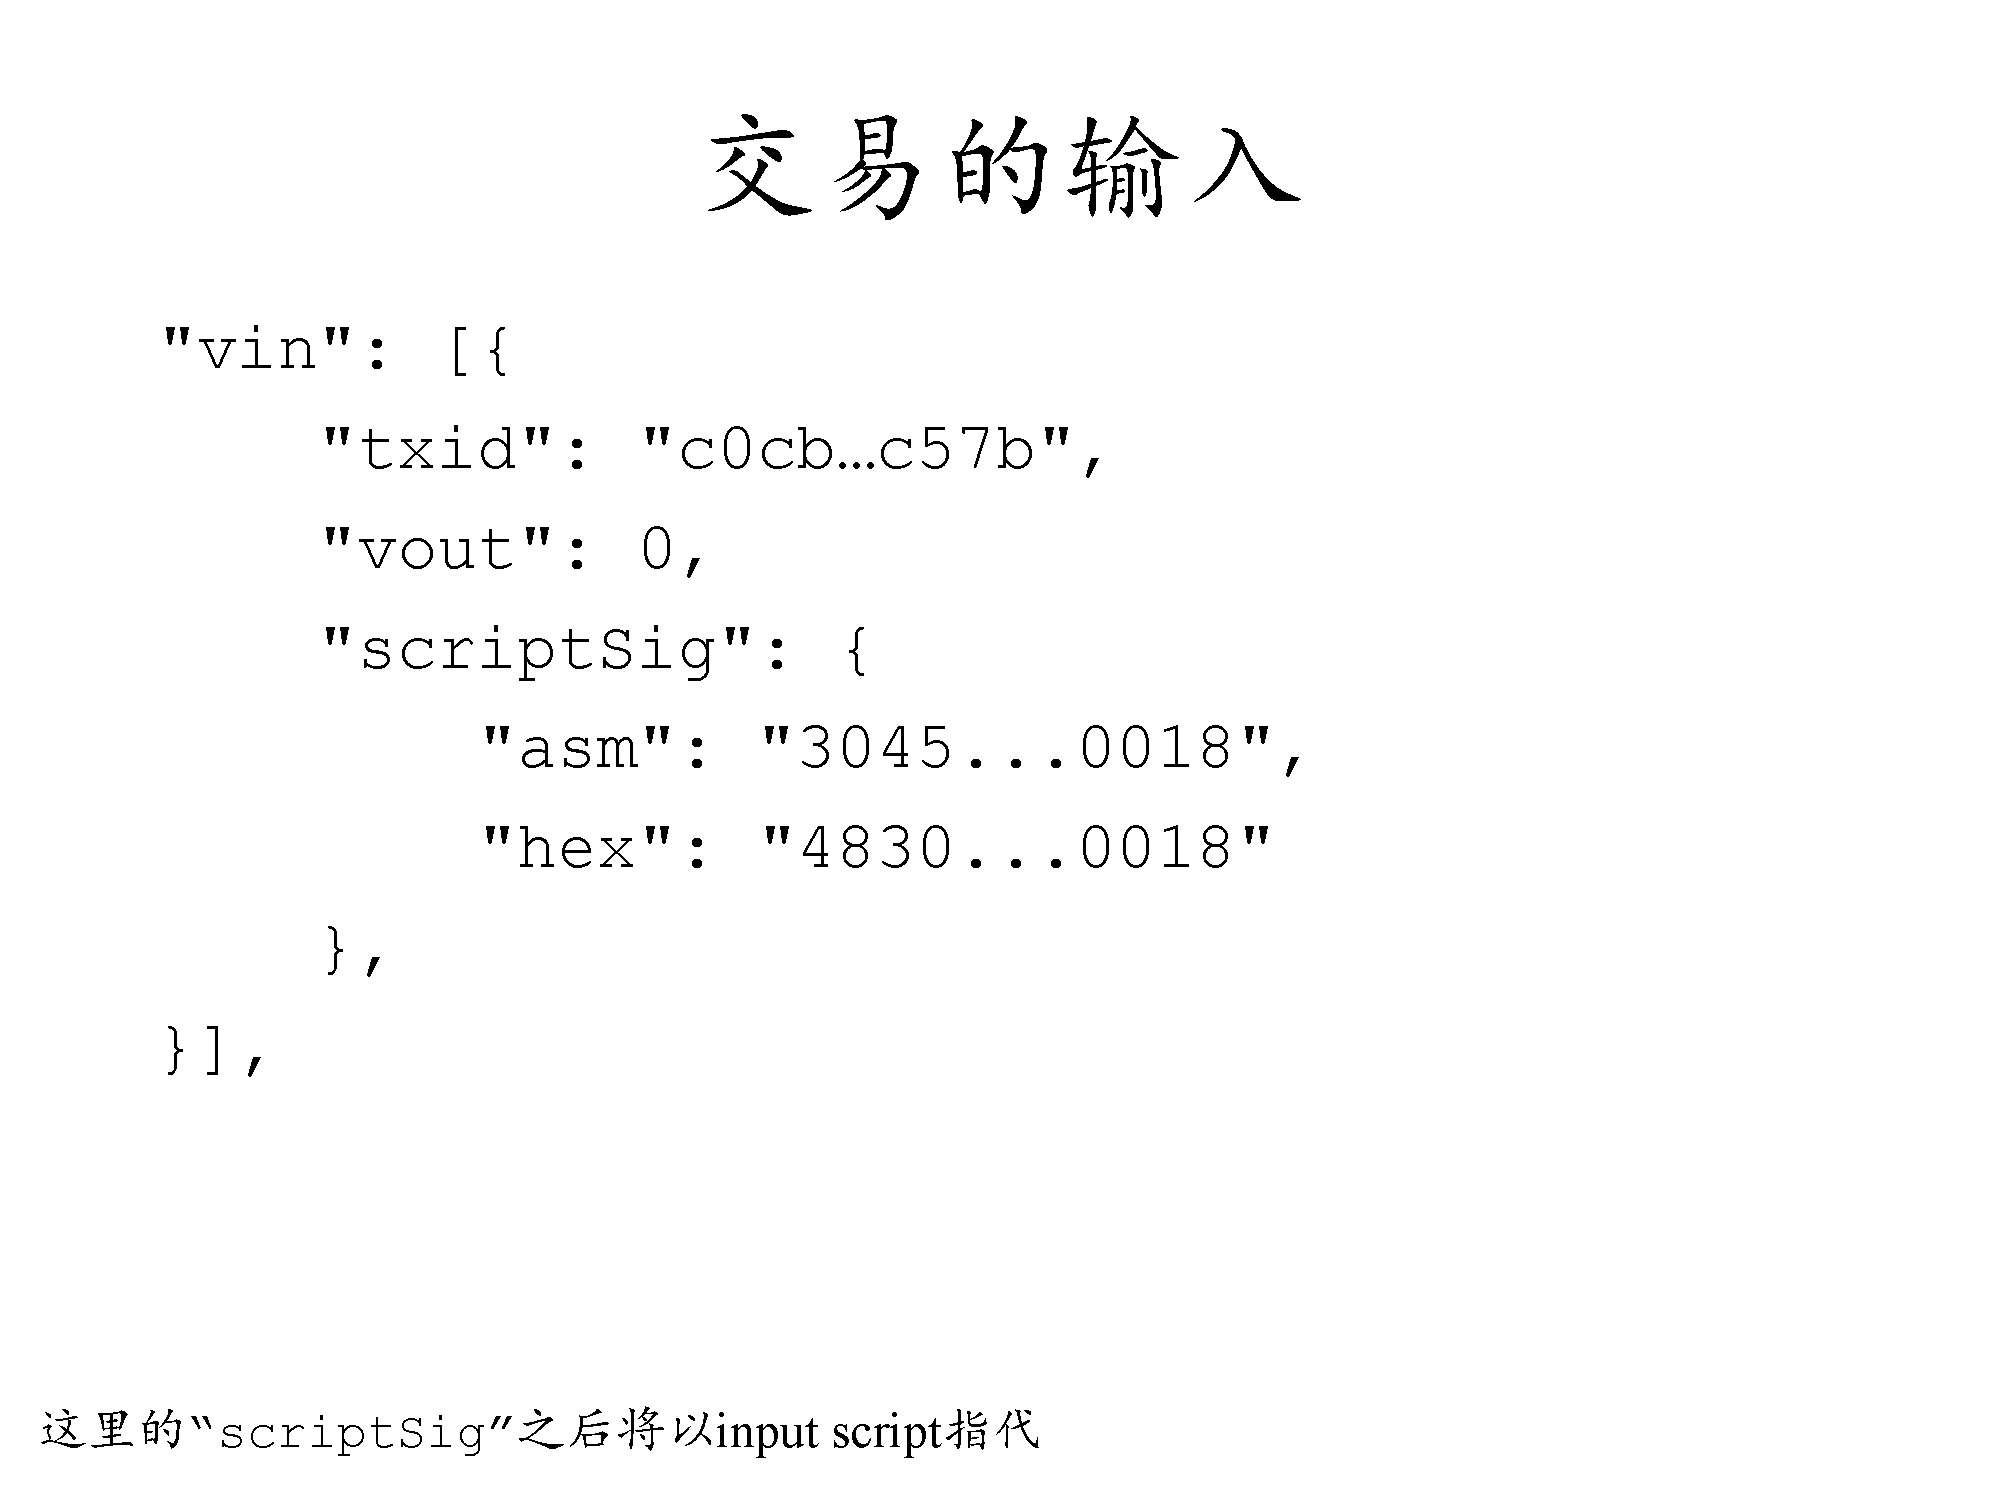 交易的输入
"vin": [{
"txid": "c0cb…c57b",
"vout": 0,
"scriptSig": {
"asm": "3045...0018",
"hex": "4830...0018"
},
}],
这里的“scriptSig”之后将以input script指代